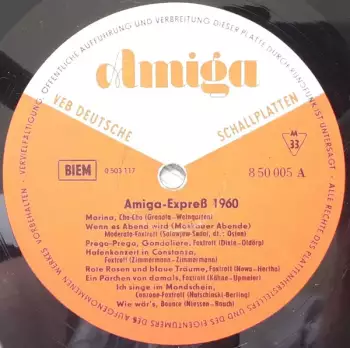 ÖFFENTLICHE AUFFÜHRUNG UND VERBREITUNG DIESER PLATTE DURCH RUNDFUNK IST UNTERSAGT · ALLE RECHTE DES PLATTENHERSTELLERS UND DES EIGENTÜMERS DES AUFGENOMMENEN WERKES VORBEHALTEN - VERVIELFÄLTIGUNG,
Amiga
VEB DEUTSCHE SCHALLPLATTEN
M
33
BIEM
0 503 117
8 50 005 A
Amiga-Expreß 1960
Marina, Cha-Cha (Granata-Weingarten)
Wenn es Abend wird (Moskauer Abende)
Moderato-Foxtrott (Solowjow-Sedoi, dt.: Osten)
Prego-Prego, Gondoliere, Foxtrott (Olein-Oldörp)
Hafenkonzert in Constanza,
Foxtrott (Zimmermann-Zimmermann)
Rote Rosen und blaue Träume, Foxtrott (Nowa-Hertha)
Ein Pärchen von damals, Foxtrott (Kähne-Upmeier)
Ich singe im Mondschein,
Canzone-Foxtrott (Natschinski-Berling)
Wie wär's, Bounce (Niessen-Rasch)